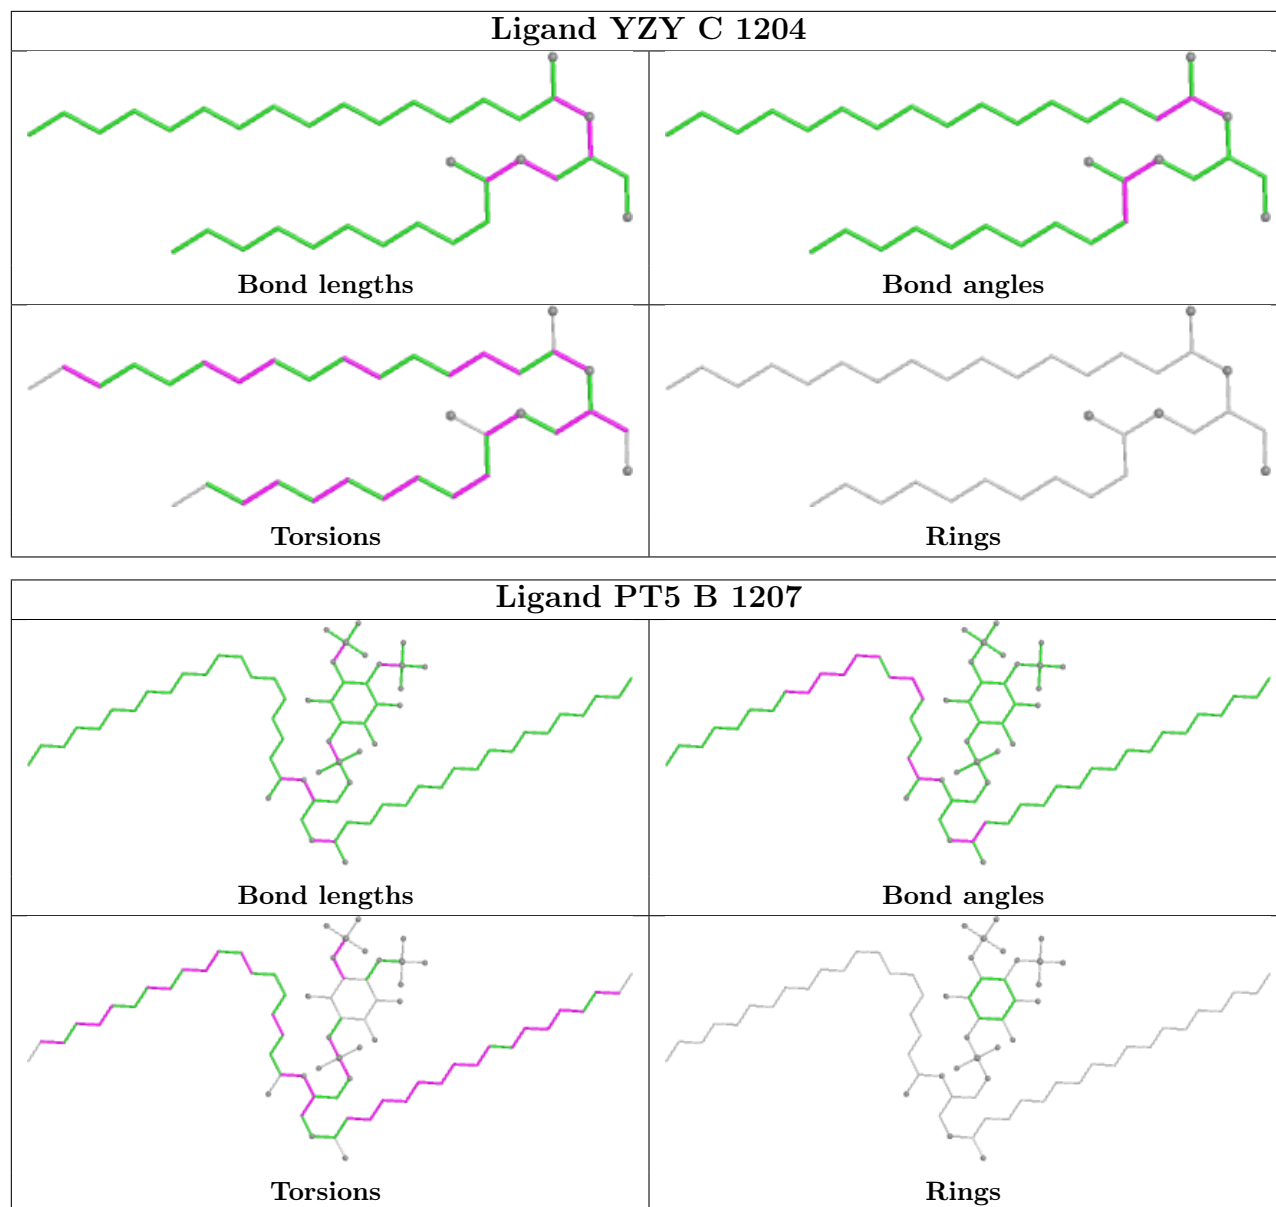 Ligand YZY C 1204
Bond lengths
Bond angles
Torsions
Rings
Ligand PT5 B 1207
Bond lengths
Bond angles
Torsions
Rings